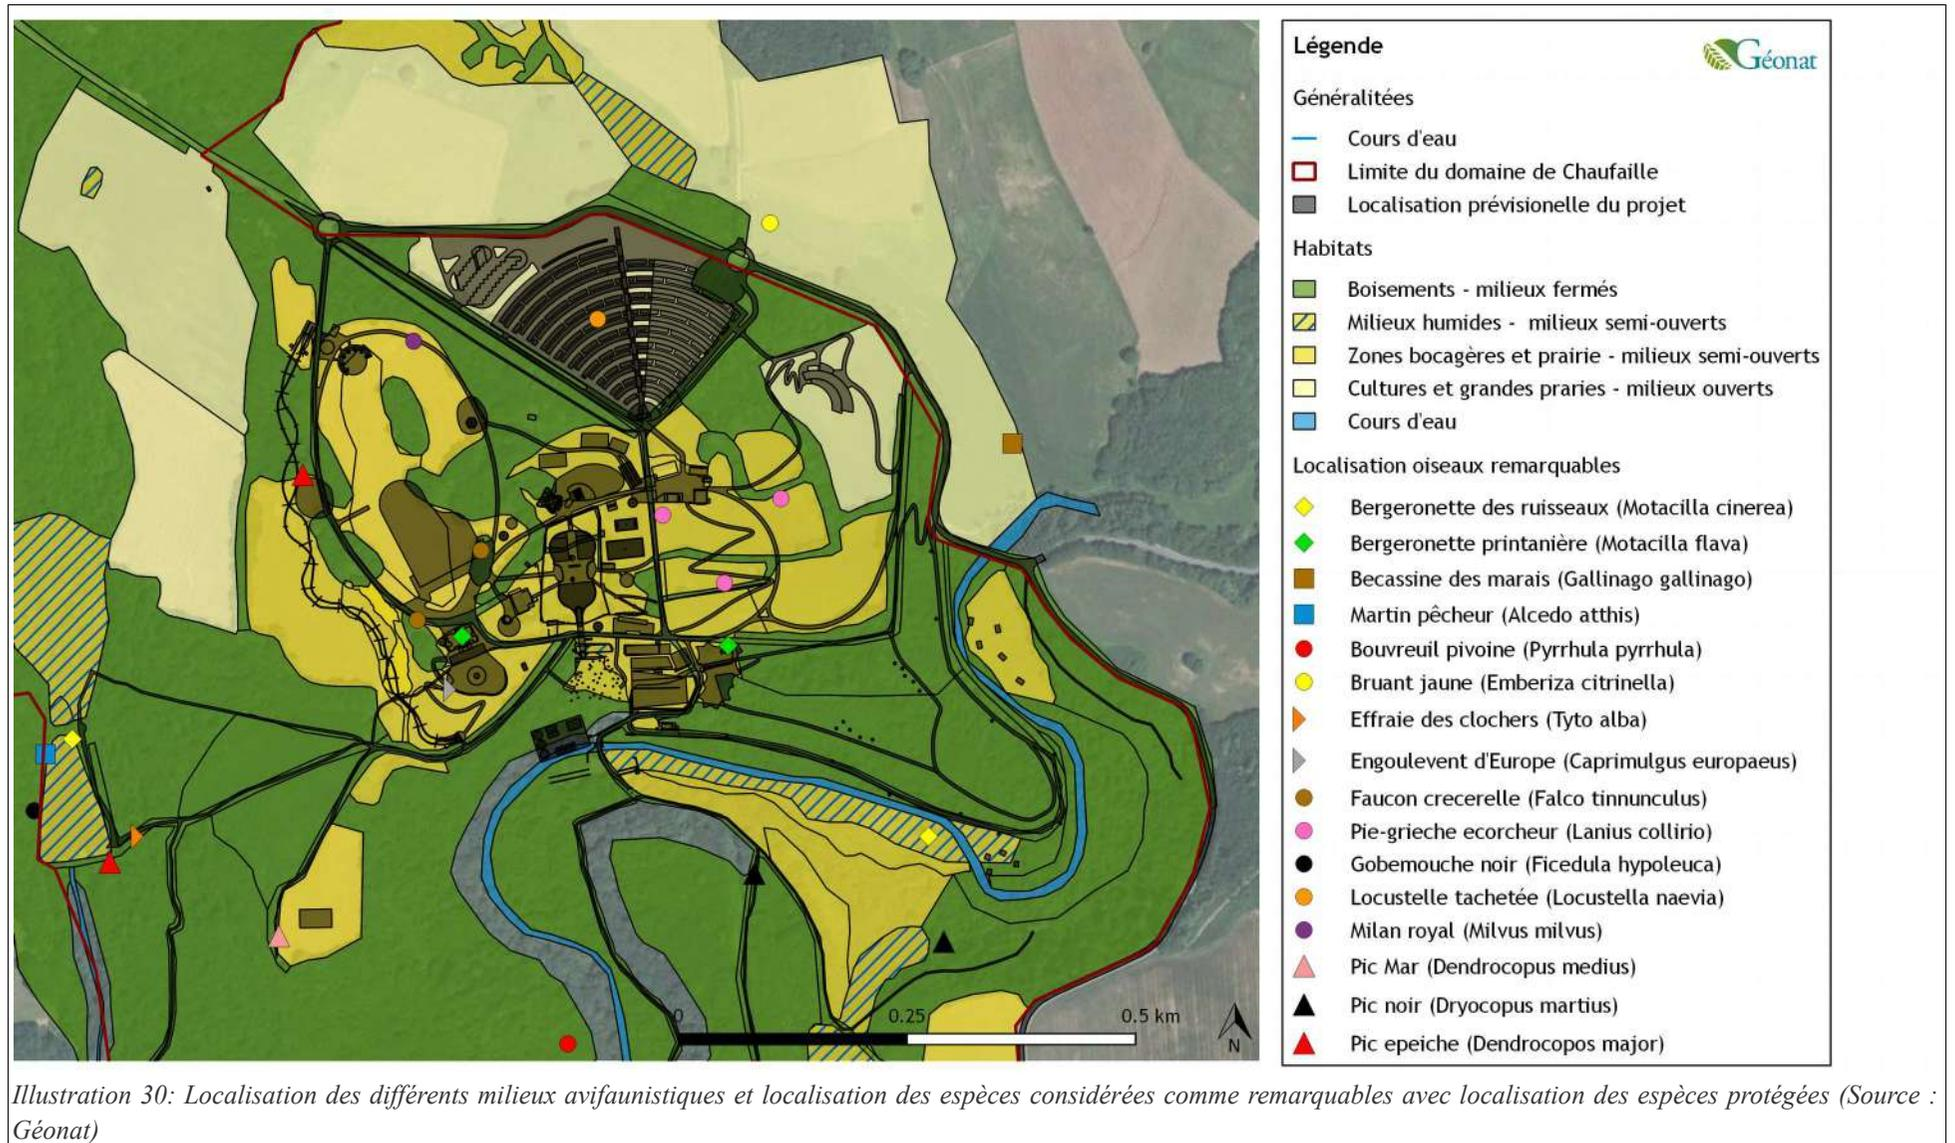 Légende
Géonat
Généralitées
Cours d'eau
Limite du domaine de Chaufaille
Localisation prévisionelle du projet
Habitats
Boisements - milieux fermés
Milieux humides - milieux semi-ouverts
Zones bocagères et prairie - milieux semi-ouverts
Cultures et grandes praries - milieux ouverts
Cours d'eau
Localisation oiseaux remarquables
Bergeronette des ruisseaux (Motacilla cinerea)
Bergeronette printanière (Motacilla flava)
Becassine des marais (Gallinago gallinago)
Martin pêcheur (Alcedo atthis)
Bouvreuil pivoine (Pyrrhula pyrrhula)
Bruant jaune (Emberiza citrinella)
Effraie des clochers (Tyto alba)
Engoulevent d'Europe (Caprimulgus europaeus)
Faucon crecerelle (Falco tinnunculus)
Pie-grieche ecorcheur (Lanius collirio)
Gobemouche noir (Ficedula hypoleuca)
Locustelle tachetée (Locustella naevia)
Milan royal (Milvus milvus)
Pic Mar (Dendrocopus medius)
Pic noir (Dryocopus martius)
Pic epeiche (Dendrocopos major)
0 0.25 0.5 km
N
Illustration 30: Localisation des différents milieux avifaunistiques et localisation des espèces considérées comme remarquables avec localisation des espèces protégées (Source :
Géonat)